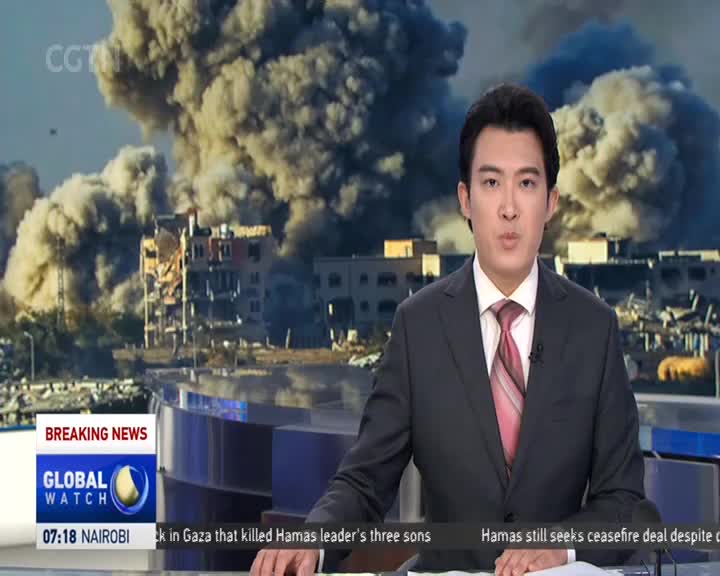 CGTN
BREAKING NEWS
GLOBAL
WATCH
07:18 NAIROBI
in Gaza that killed Hamas leader's three sons Hamas still seeks ceasefire deal despite